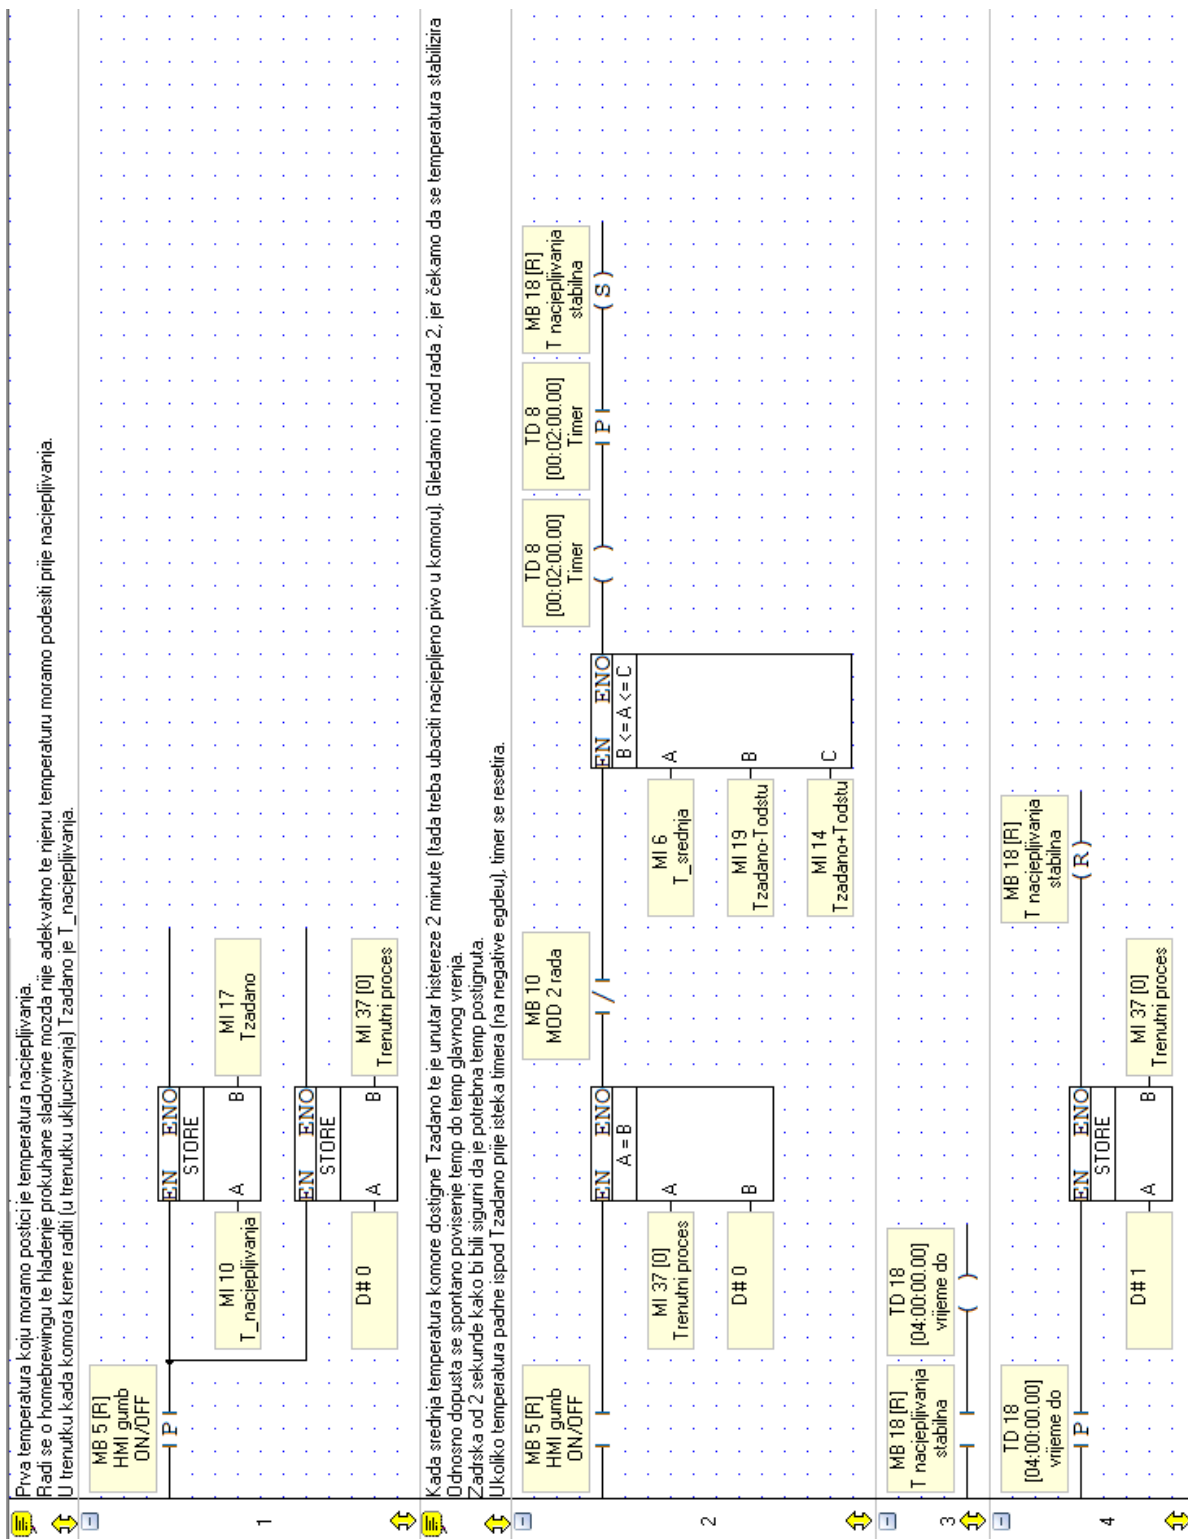 Prva temperatura koju moramo postici je temperatura nacjepljivanja.
Radi se o homebrewingu te hladenje prokuhane sladovine mozda nije adekvatno te njenu temperaturu moramo podesiti prije nacjepljivanja.
U trenutku kada komora krene raditi (u trenutku ukljucivanja) Tzadano je T_nacjepljivanja.
1
MB 5 [R]
HMI gumb
ON/OFF
P
EN ENO
STORE
A B
MI 10
T_nacjepljivanja
MI 17
Tzadano
EN ENO
STORE
A B
D# 0
MI 37 [0]
Trenutni proces
Kada srednja temperatura komore dostigne Tzadano te je unutar histereze 2 minute (tada treba ubaciti nacjepljeno pivo u komoru). Gledamo i mod rada 2, jer čekamo da se temperatura stabilizira
Odnosno dopusta se spontano povisenje temp do temp glavnog vrenja.
Zadrska od 2 sekunde kako bi bili sigurni da je potrebna temp postignuta.
Ukoliko temperatura padne ispod Tzadano prije isteka timera (na negative egdeu), timer se resetira.
2
MB 5 [R]
HMI gumb
ON/OFF
EN ENO
A = B
A
B
MI 37 [0]
Trenutni proces
D# 0
MB 10
MOD 2 rada
/
EN ENO
B <= A <= C
A
B
C
MI 6
T_srednja
MI 19
Tzadano-Todstu
MI 14
Tzadano+Todstu
TD 8
[00:02:00.00]
Timer
( )
TD 8
[00:02:00.00]
Timer
P
MB 18 [R]
T nacjepljivanja
stabilna
(S)
3
MB 18 [R]
T nacjepljivanja
stabilna
TD 18
[04:00:00.00]
vrijeme do
( )
4
TD 18
[04:00:00.00]
vrijeme do
P
EN ENO
STORE
A B
D# 1
MI 37 [0]
Trenutni proces
MB 18 [R]
T nacjepljivanja
stabilna
(R)